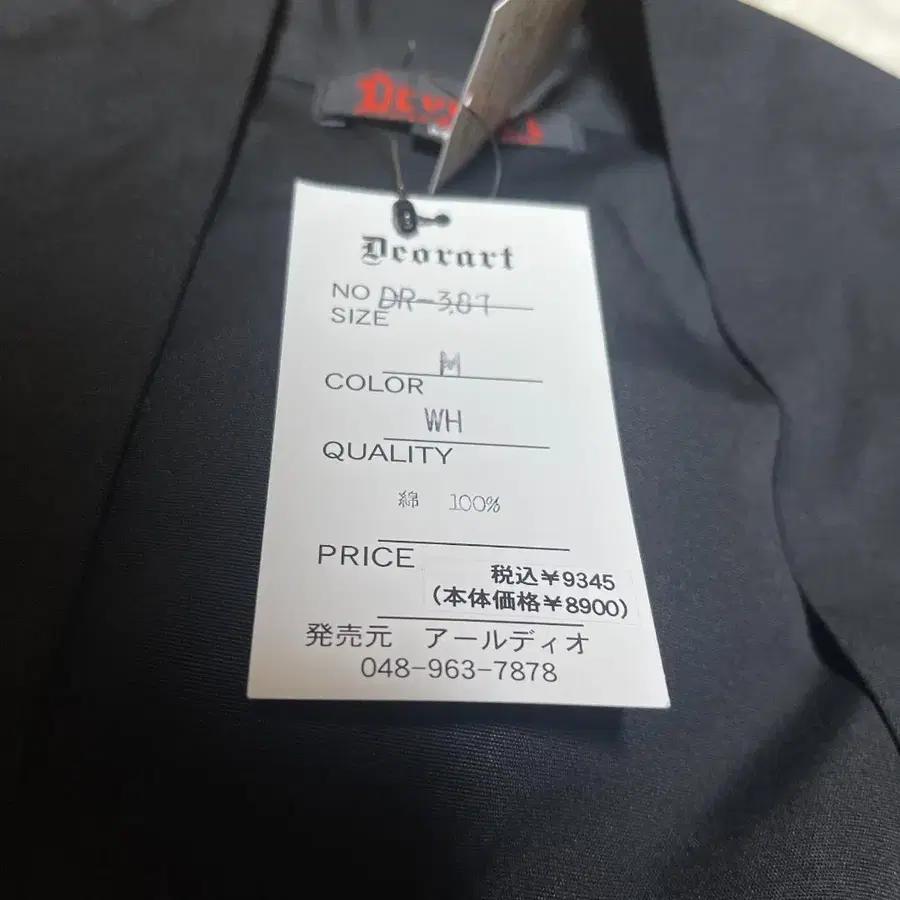 Deorart
NO DR-387
SIZE
M
COLOR
WH
QUALITY
綿 100%
PRICE
税込¥9345
(本体価格¥8900)
発売元 アールディオ
048-963-7878